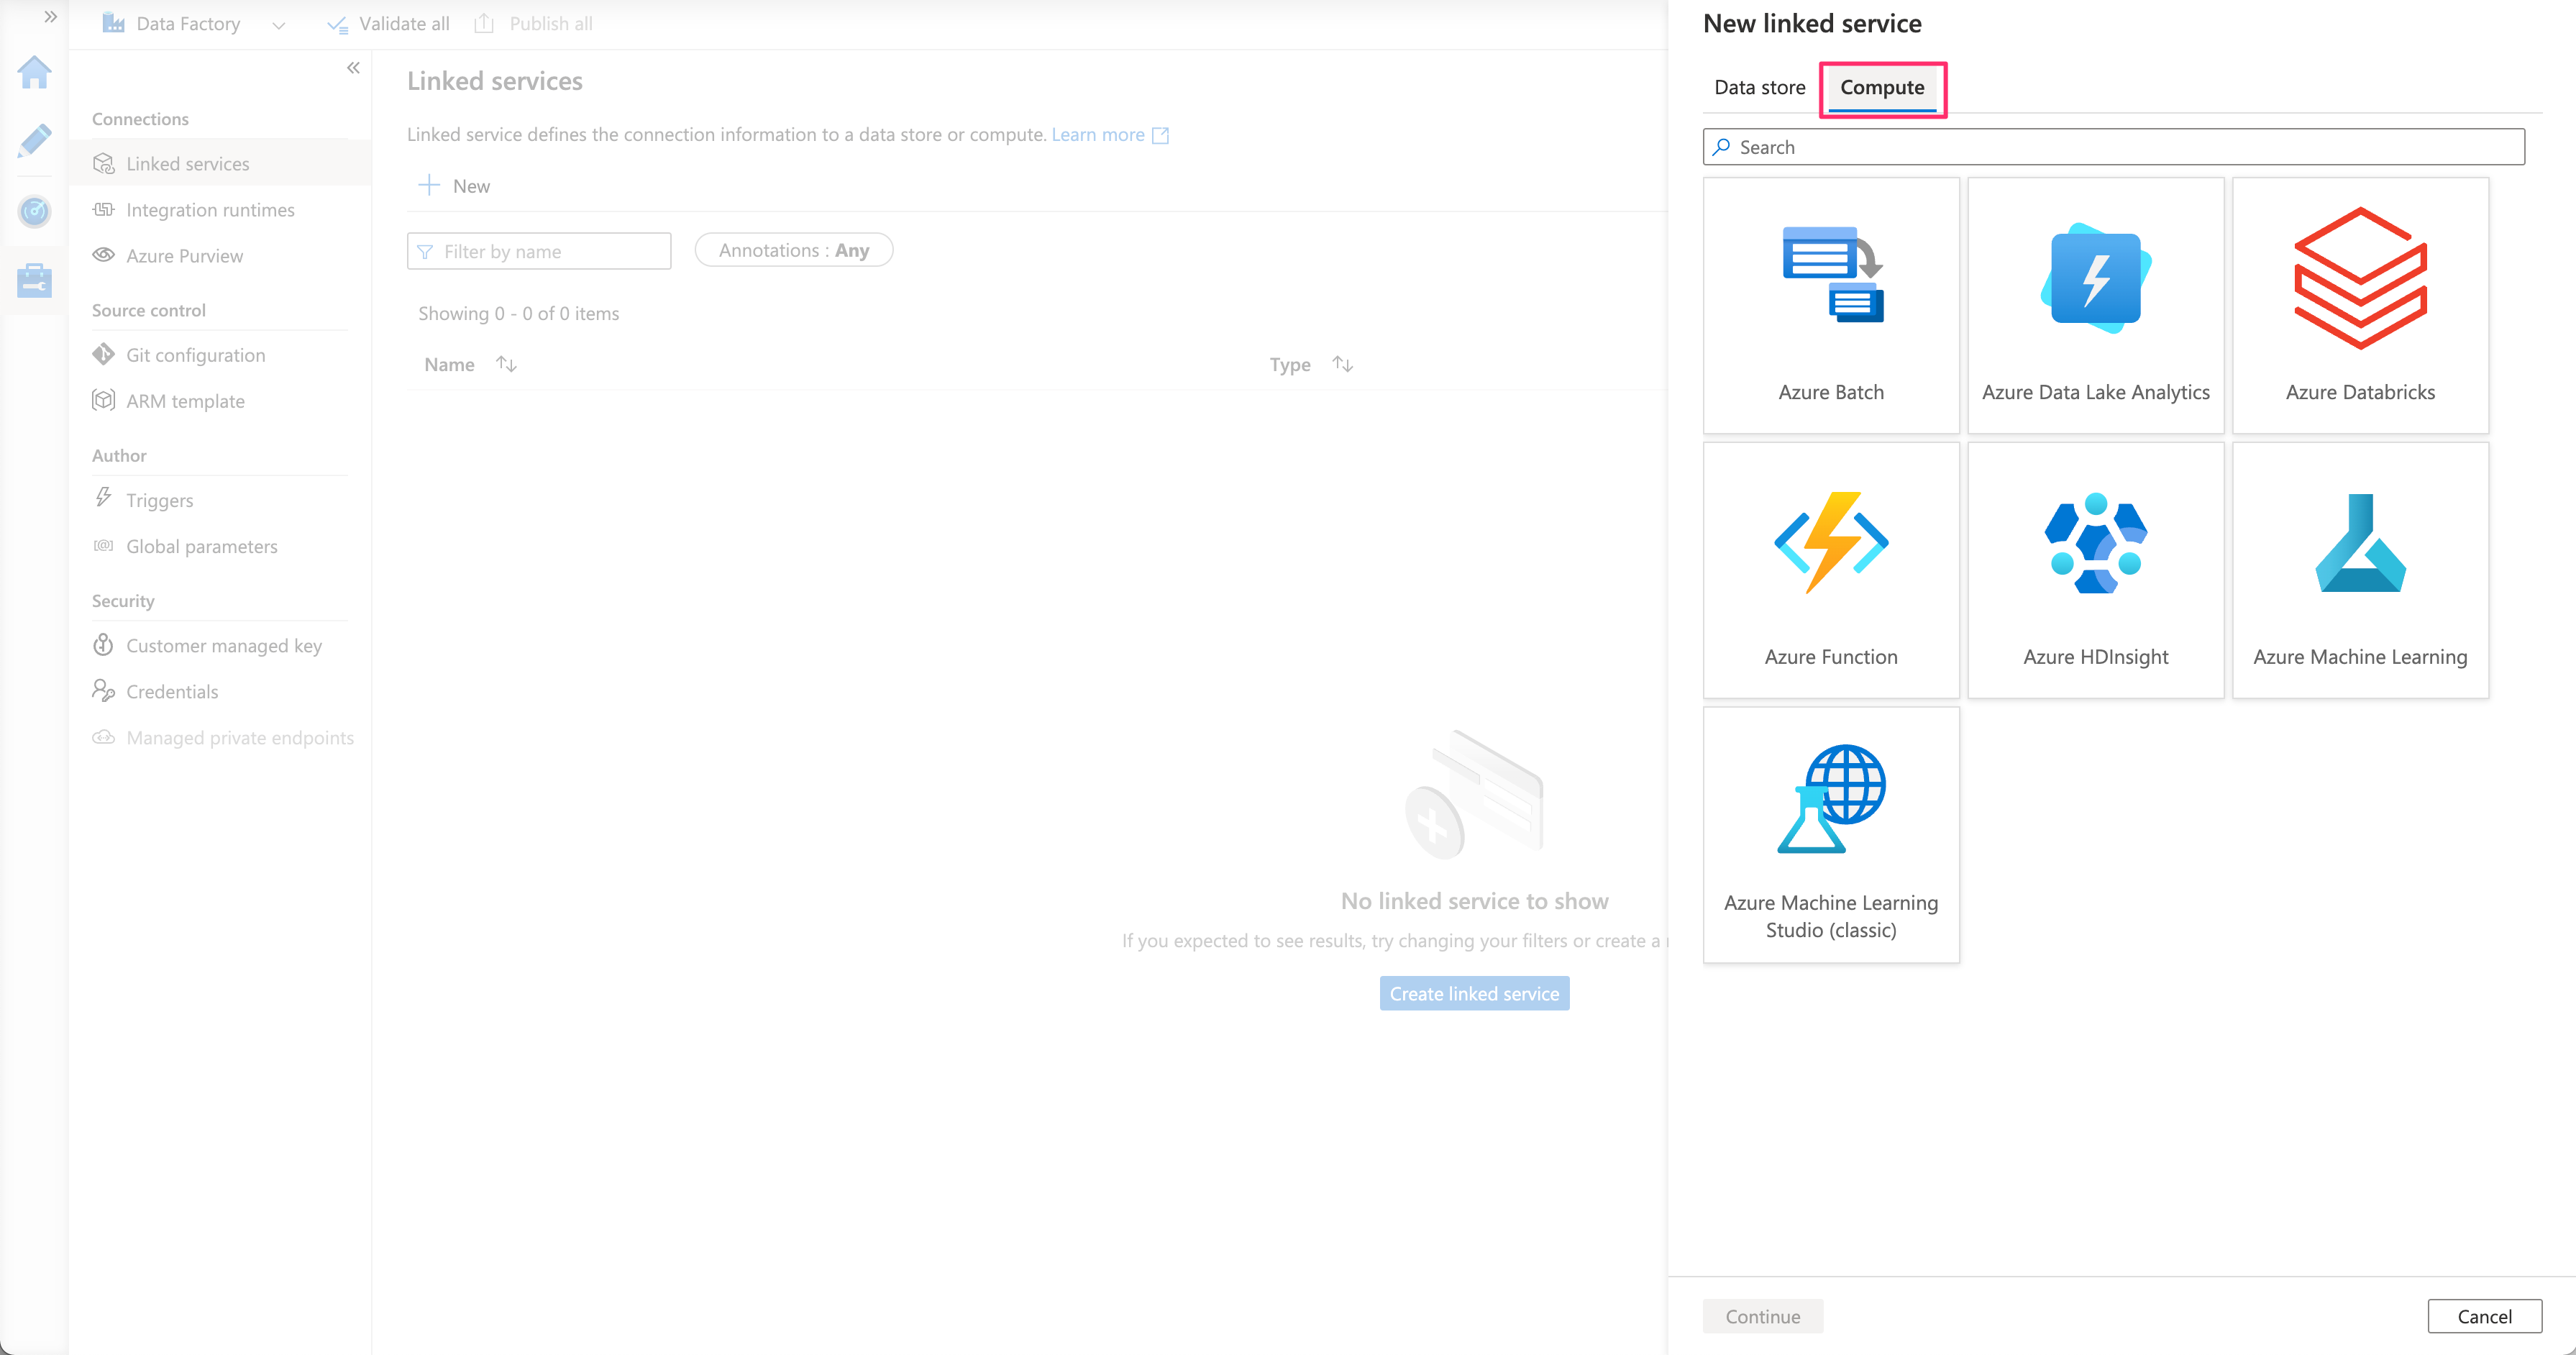 Data Factory
Validate all
Publish all
Connections
Linked services
Integration runtimes
Azure Purview
Source control
Git configuration
ARM template
Author
Triggers
Global parameters
Security
Customer managed key
Credentials
Managed private endpoints
Linked services
Linked service defines the connection information to a data store or compute. Learn more
New
Filter by name
Annotations : Any
Showing 0 - 0 of 0 items
Name
Type
No linked service to show
If you expected to see results, try changing your filters or create a
Create linked service
New linked service
Data store
Compute
Search
Azure Batch
Azure Data Lake Analytics
Azure Databricks
Azure Function
Azure HDInsight
Azure Machine Learning
Azure Machine Learning
Studio (classic)
Continue
Cancel